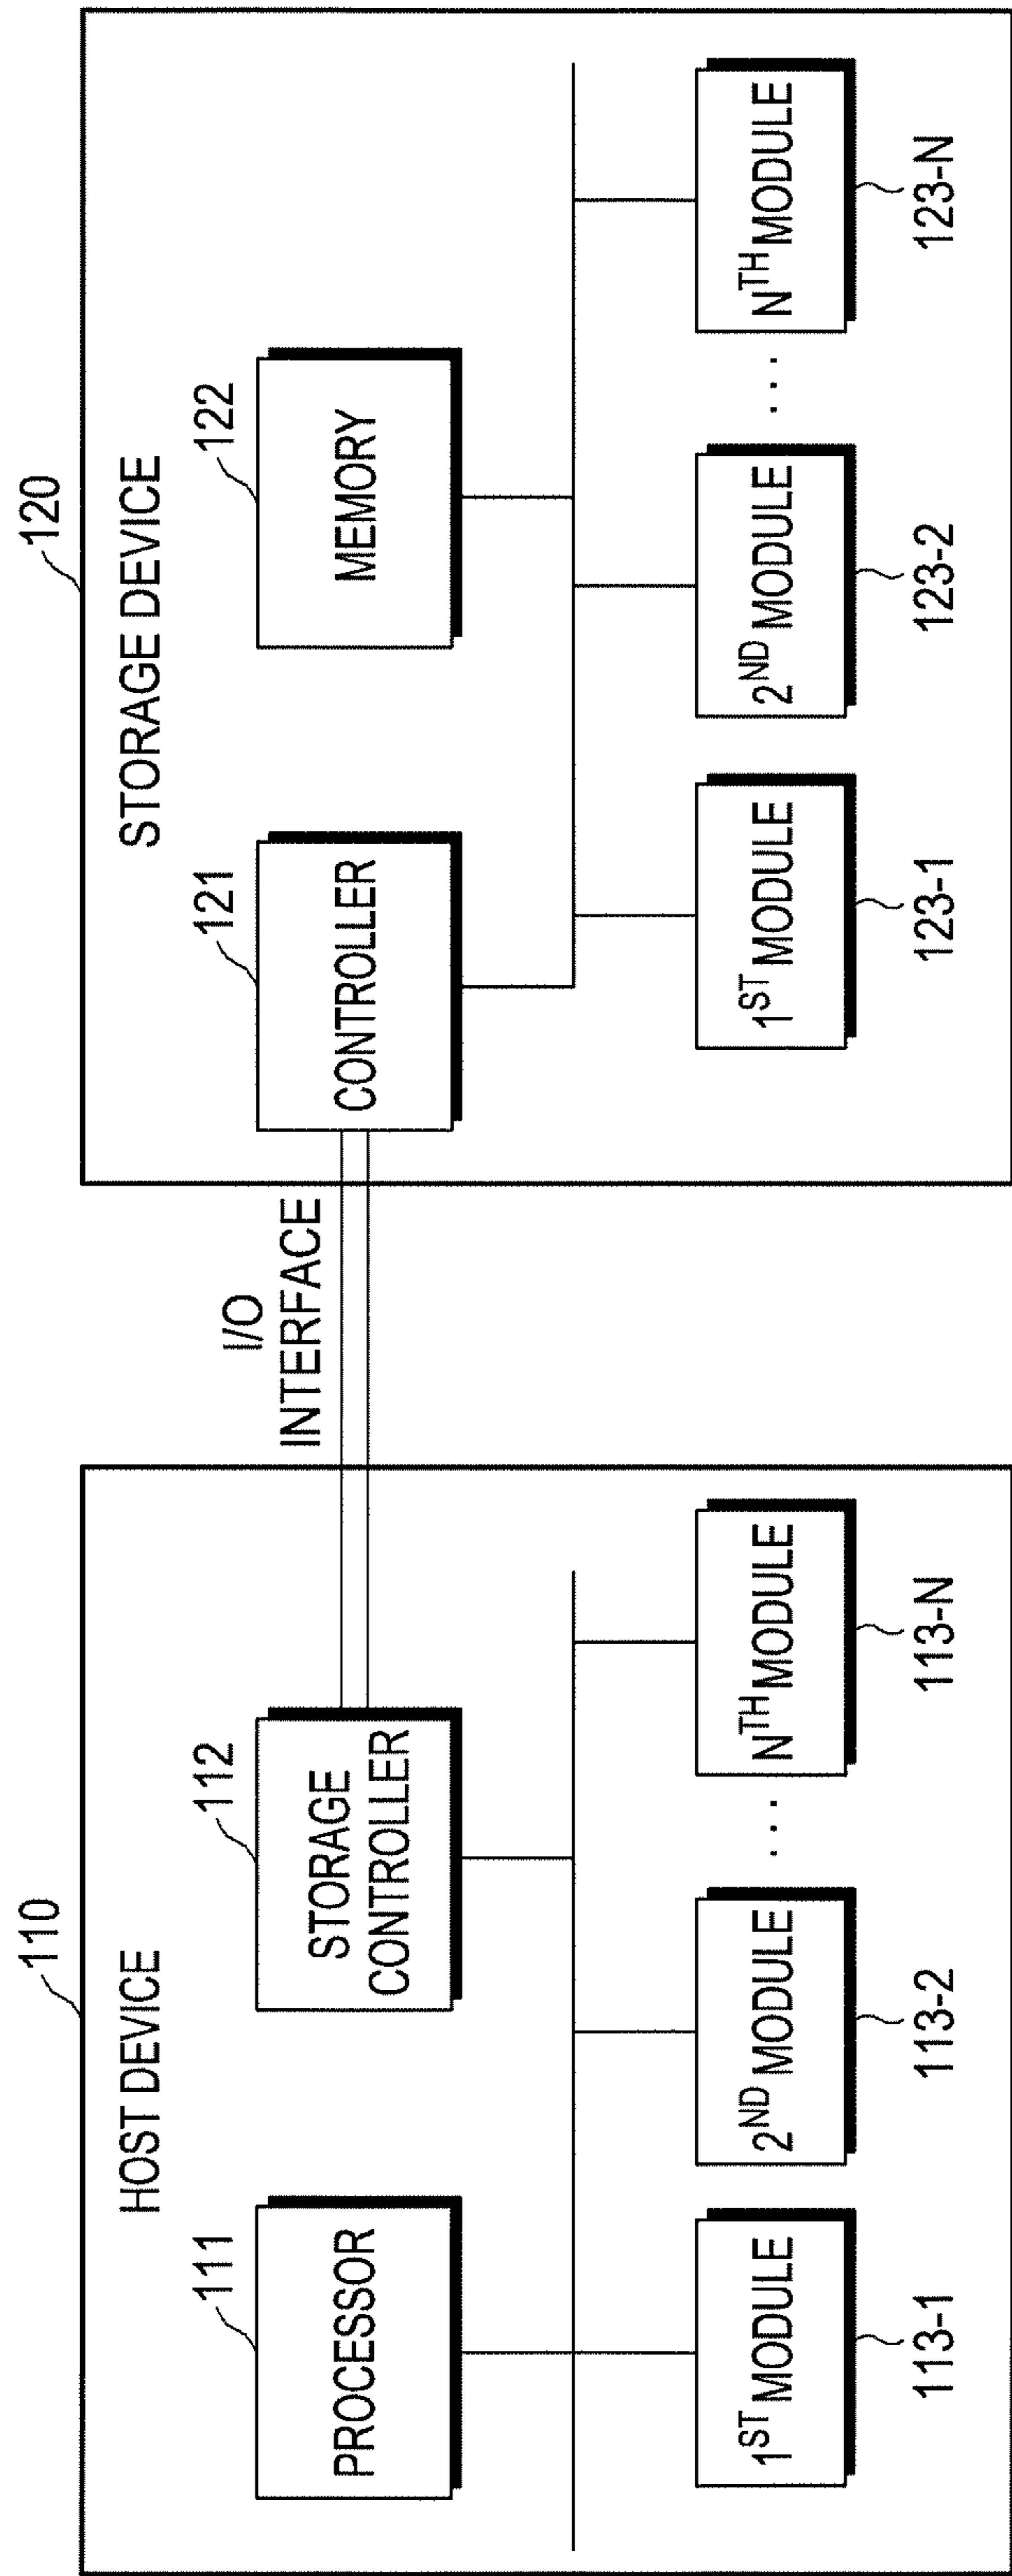 110
HOST DEVICE
111
PROCESSOR
112
STORAGE
CONTROLLER
1ST MODULE
113-1
2ND MODULE
113-2
...
NTH MODULE
113-N
I/O
INTERFACE
120
STORAGE DEVICE
121
CONTROLLER
122
MEMORY
1ST MODULE
123-1
2ND MODULE
123-2
...
NTH MODULE
123-N